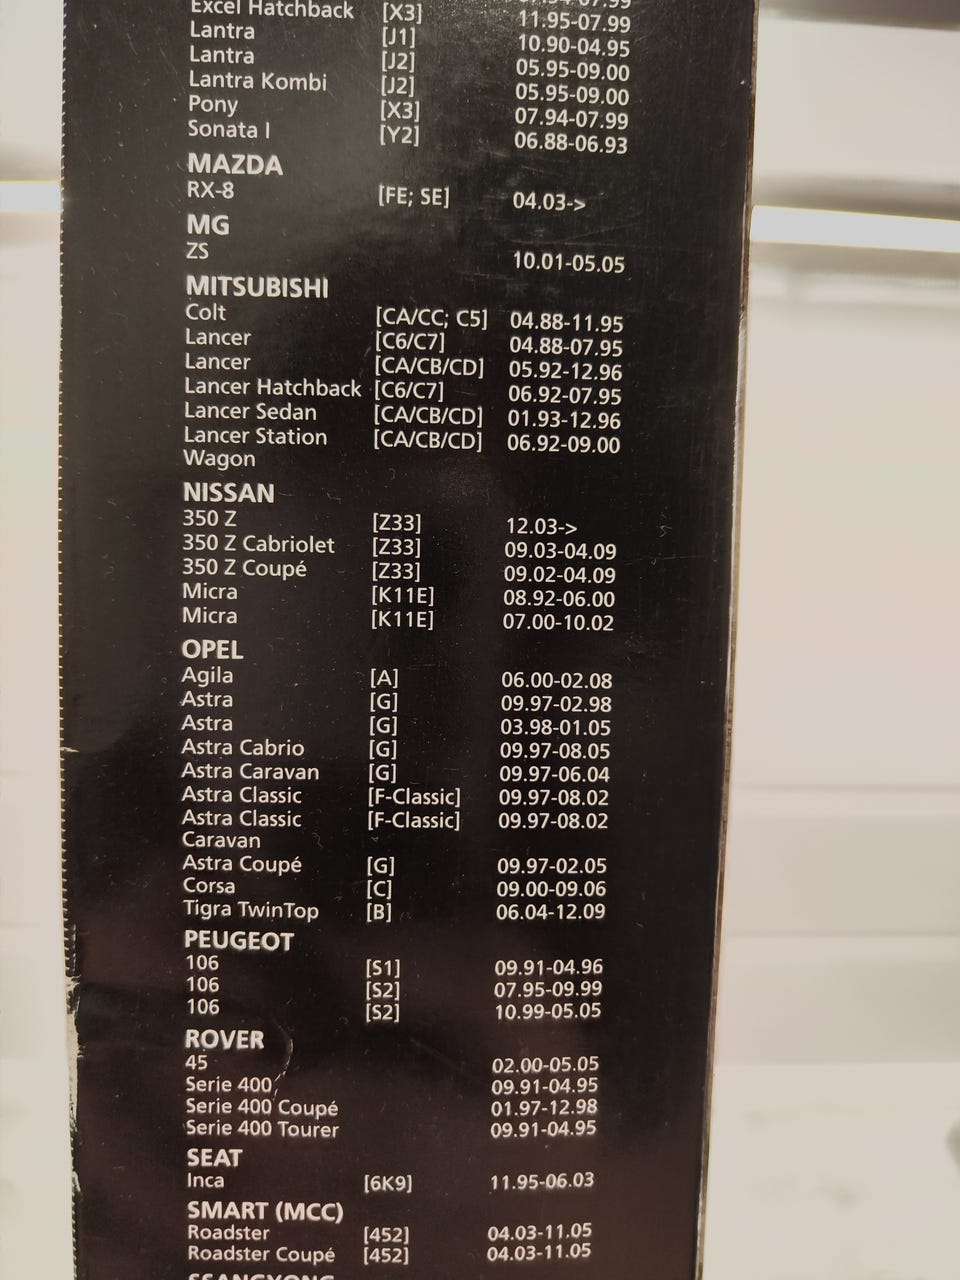 Excel Hatchback [X3] 11.95-07.99
Lantra [J1] 10.90-04.95
Lantra [J2] 05.95-09.00
Lantra Kombi [J2] 05.95-09.00
Pony [X3] 07.94-07.99
Sonata I [Y2] 06.88-06.93
MAZDA
RX-8 [FE; SE] 04.03->
MG
ZS 10.01-05.05
MITSUBISHI
Colt [CA/CC; C5] 04.88-11.95
Lancer [C6/C7] 04.88-07.95
Lancer [CA/CB/CD] 05.92-12.96
Lancer Hatchback [C6/C7] 06.92-07.95
Lancer Sedan [CA/CB/CD] 01.93-12.96
Lancer Station [CA/CB/CD] 06.92-09.00
Wagon
NISSAN
350 Z [Z33] 12.03->
350 Z Cabriolet [Z33] 09.03-04.09
350 Z Coupé [Z33] 09.02-04.09
Micra [K11E] 08.92-06.00
Micra [K11E] 07.00-10.02
OPEL
Agila [A] 06.00-02.08
Astra [G] 09.97-02.98
Astra [G] 03.98-01.05
Astra Cabrio [G] 09.97-08.05
Astra Caravan [G] 09.97-06.04
Astra Classic [F-Classic] 09.97-08.02
Astra Classic [F-Classic] 09.97-08.02
Caravan
Astra Coupé [G] 09.97-02.05
Corsa [C] 09.00-09.06
Tigra TwinTop [B] 06.04-12.09
PEUGEOT
106 [S1] 09.91-04.96
106 [S2] 07.95-09.99
106 [S2] 10.99-05.05
ROVER
45 02.00-05.05
Serie 400 09.91-04.95
Serie 400 Coupé 01.97-12.98
Serie 400 Tourer 09.91-04.95
SEAT
Inca [6K9] 11.95-06.03
SMART (MCC)
Roadster [452] 04.03-11.05
Roadster Coupé [452] 04.03-11.05
SSANGYONG